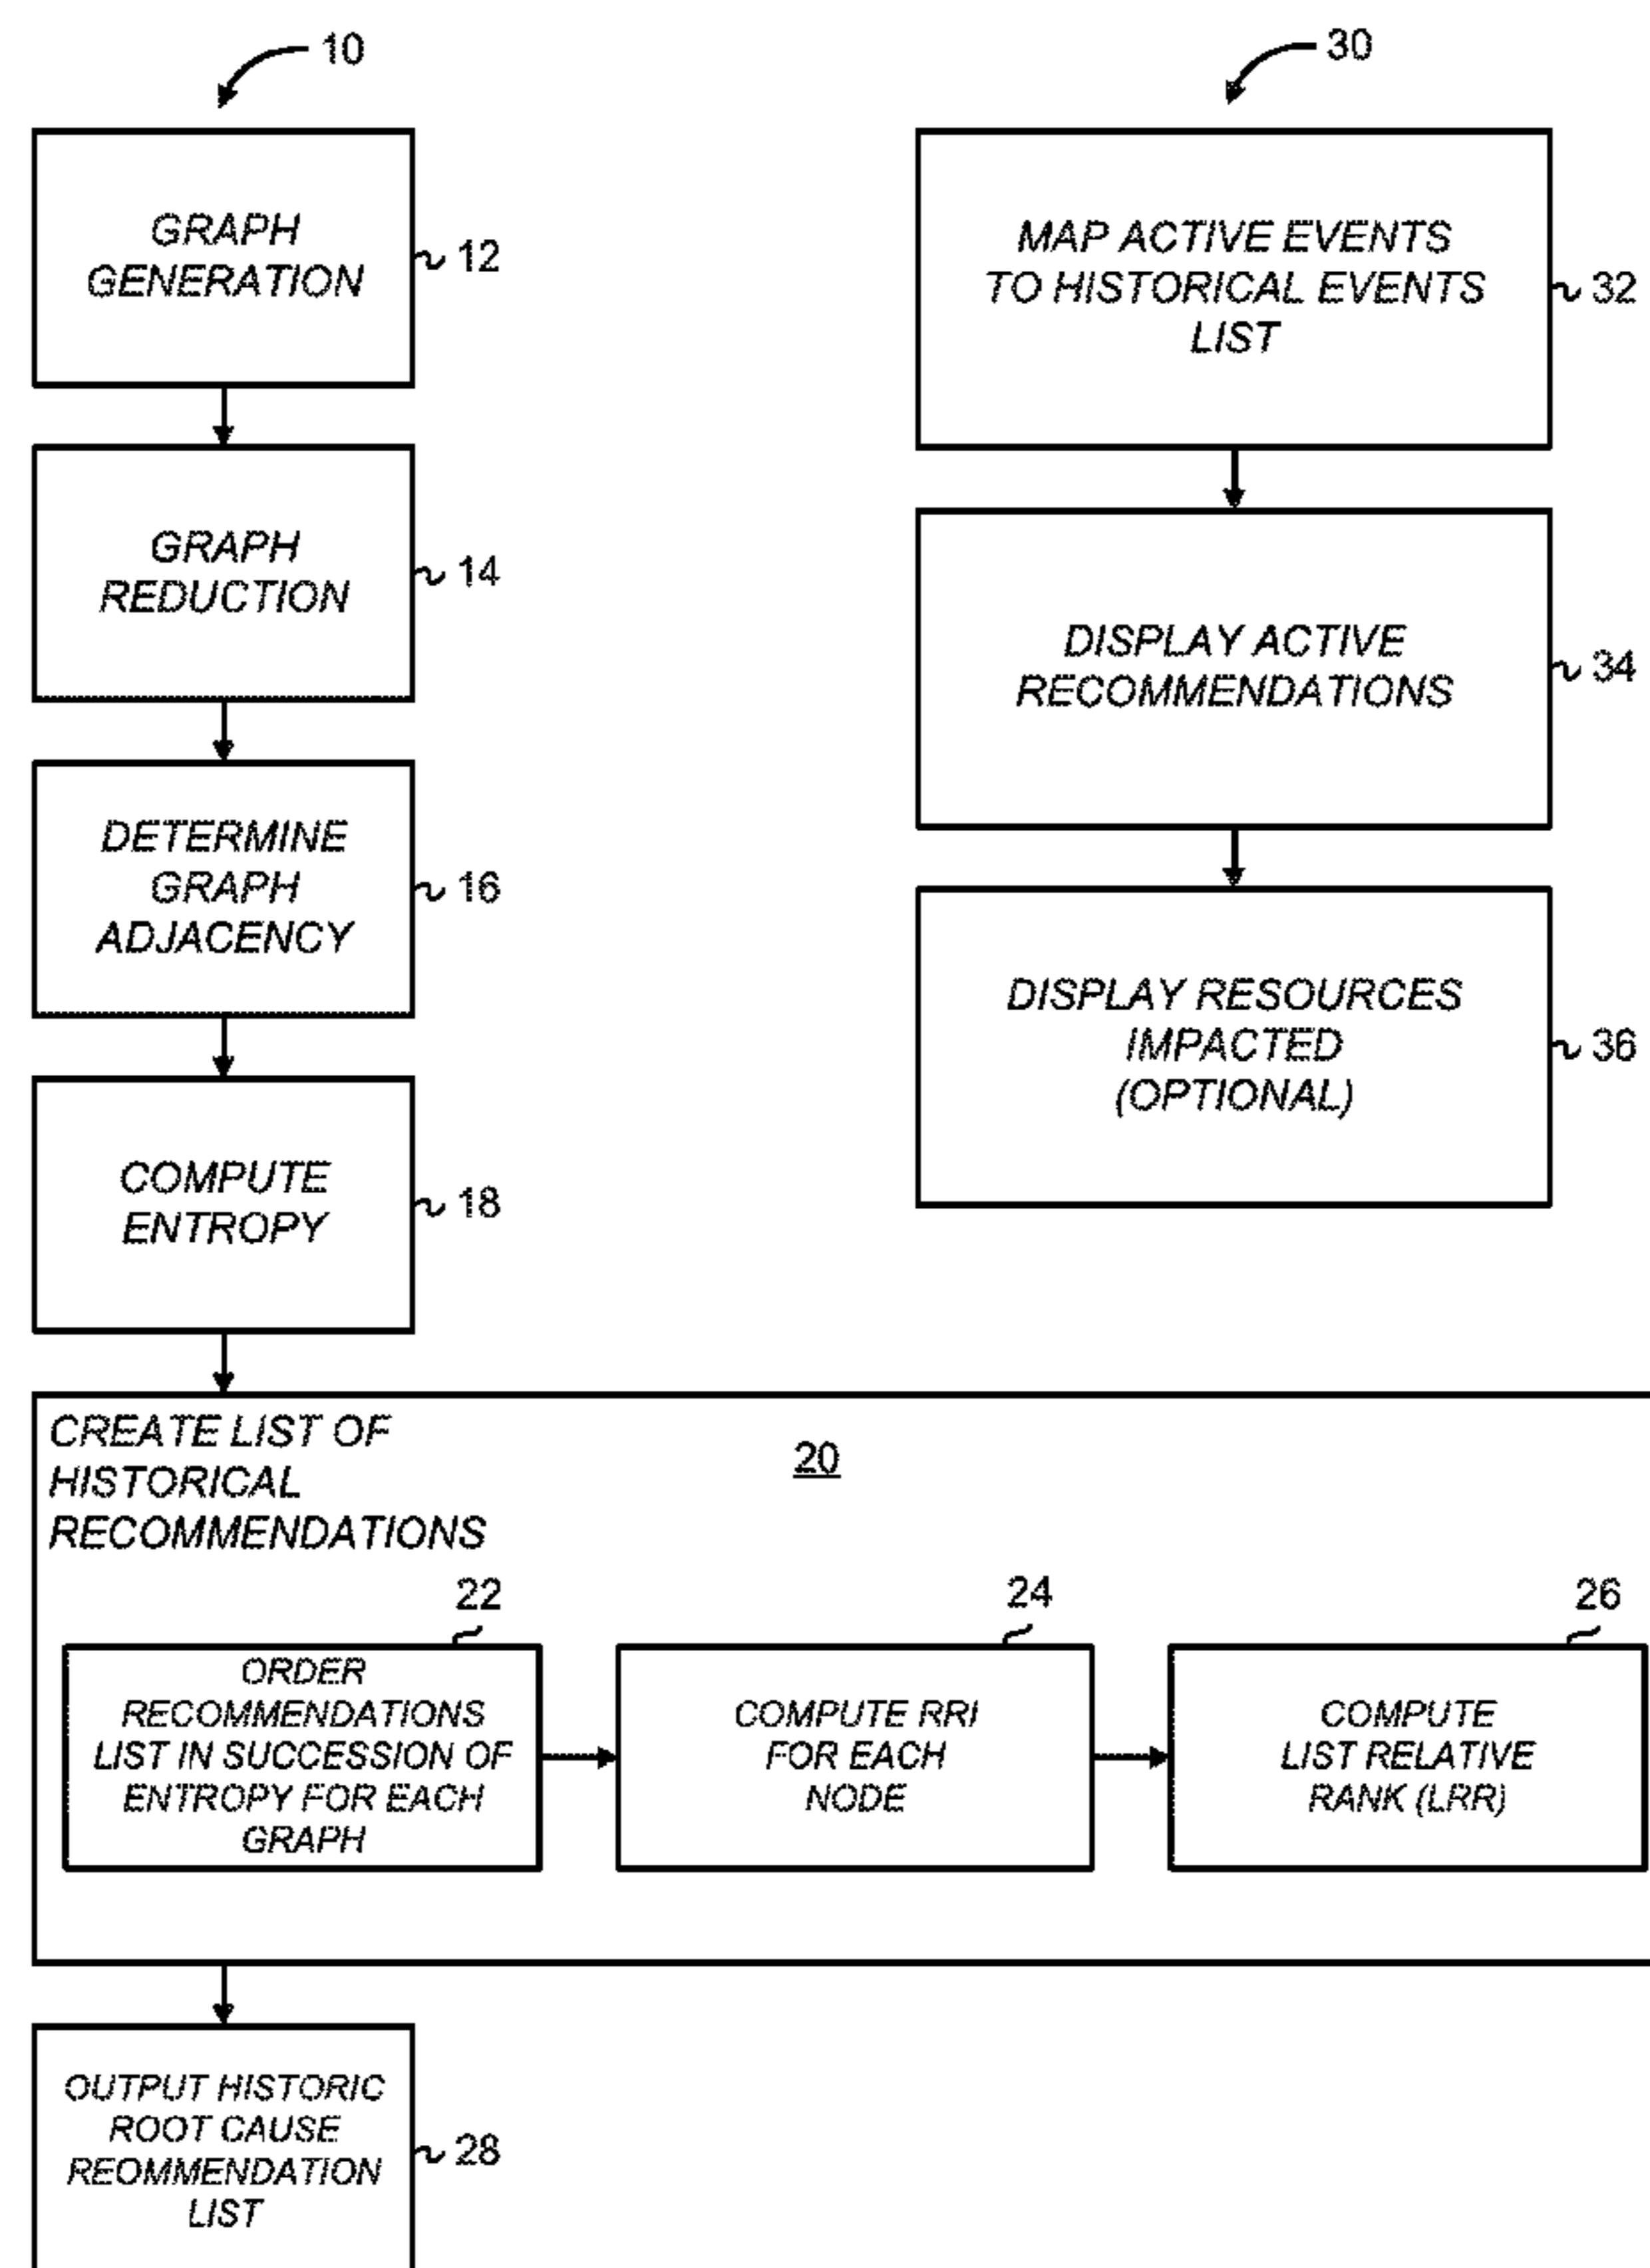 10
GRAPH
GENERATION
12
GRAPH
REDUCTION
14
DETERMINE
GRAPH
ADJACENCY
16
COMPUTE
ENTROPY
18
30
MAP ACTIVE EVENTS
TO HISTORICAL EVENTS
LIST
32
DISPLAY ACTIVE
RECOMMENDATIONS
34
DISPLAY RESOURCES
IMPACTED
(OPTIONAL)
36
CREATE LIST OF
HISTORICAL
RECOMMENDATIONS
20
22
ORDER
RECOMMENDATIONS
LIST IN SUCCESSION OF
ENTROPY FOR EACH
GRAPH
24
COMPUTE RRI
FOR EACH
NODE
26
COMPUTE
LIST RELATIVE
RANK (LRR)
OUTPUT HISTORIC
ROOT CAUSE
REOMMENDATION
LIST
28